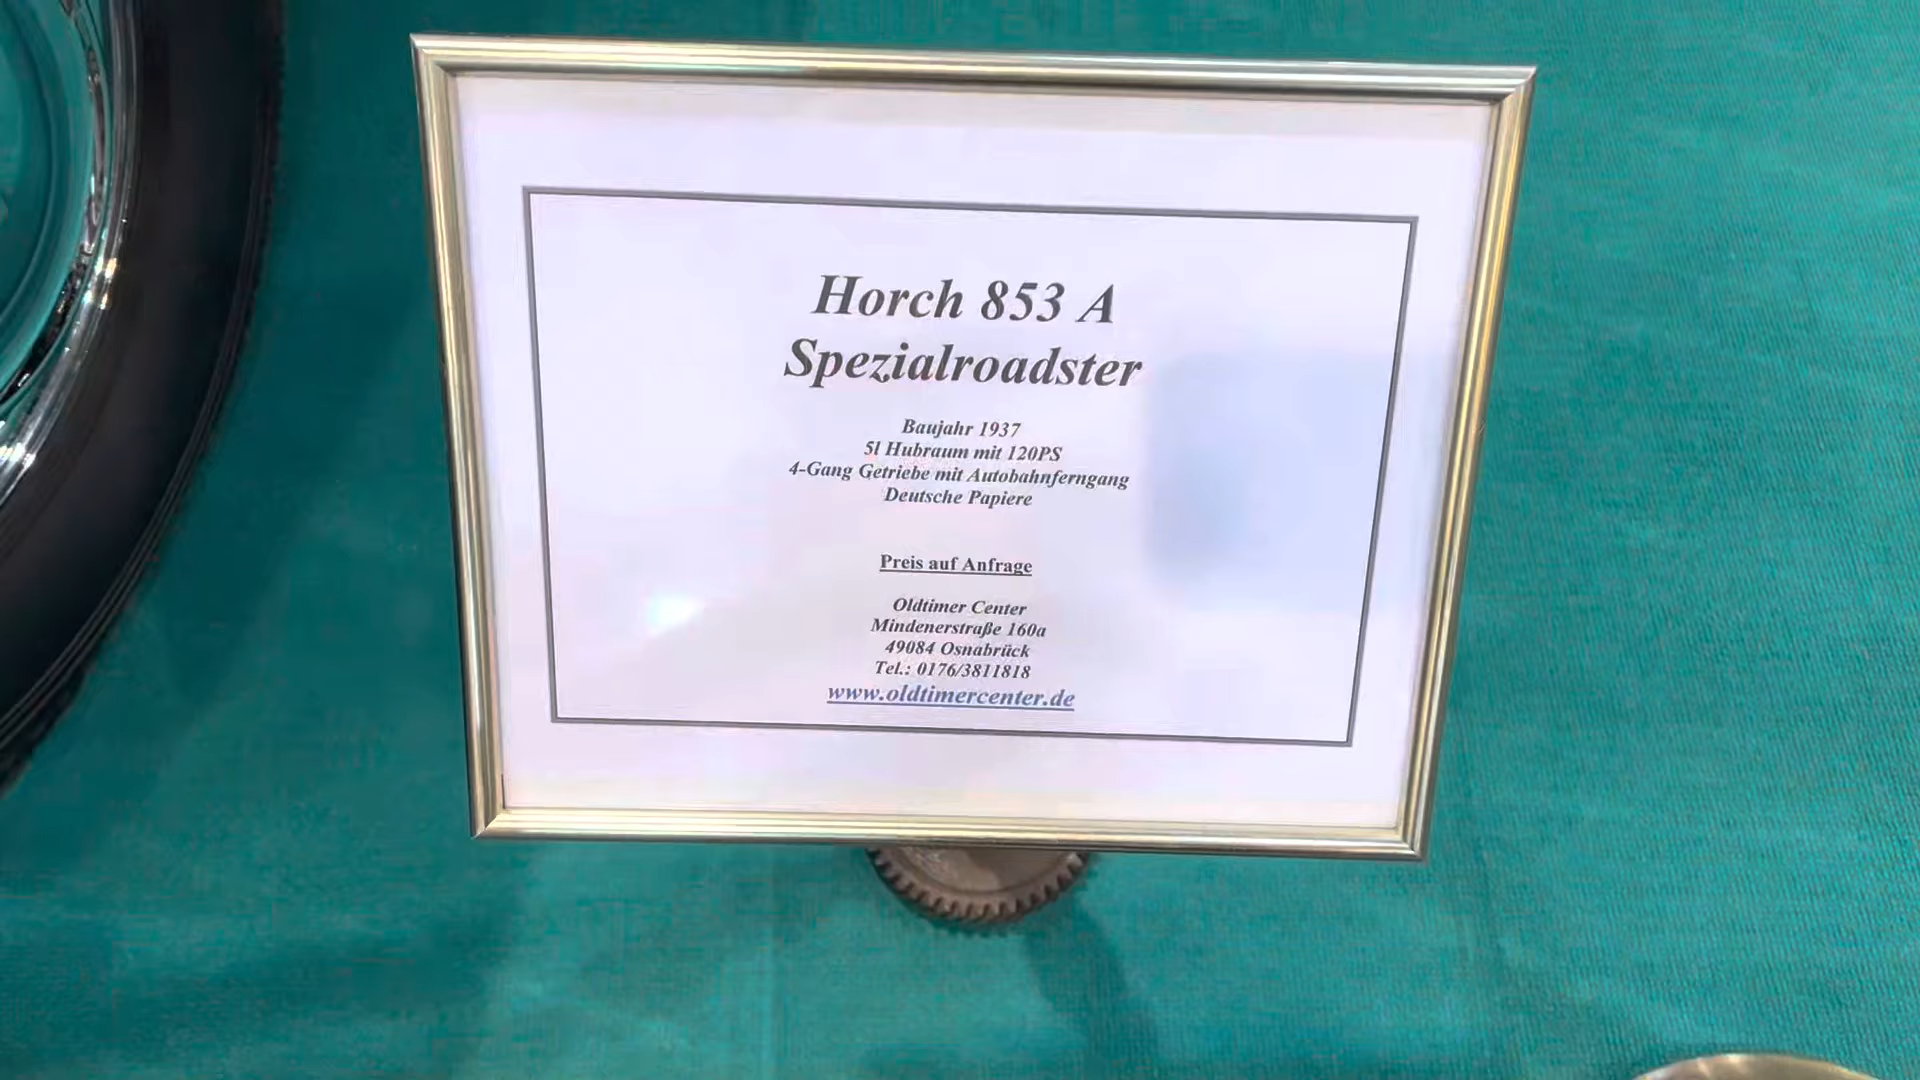 Horch 853 A
Spezialroadster
Baujahr 1937
5l Hubraum mit 120PS
4-Gang Getriebe mit Autobahnferngang
Deutsche Papiere
Preis auf Anfrage
Oldtimer Center
Mindenerstraße 160a
49084 Osnabrück
Tel.: 0176/3811818
www.oldtimercenter.de